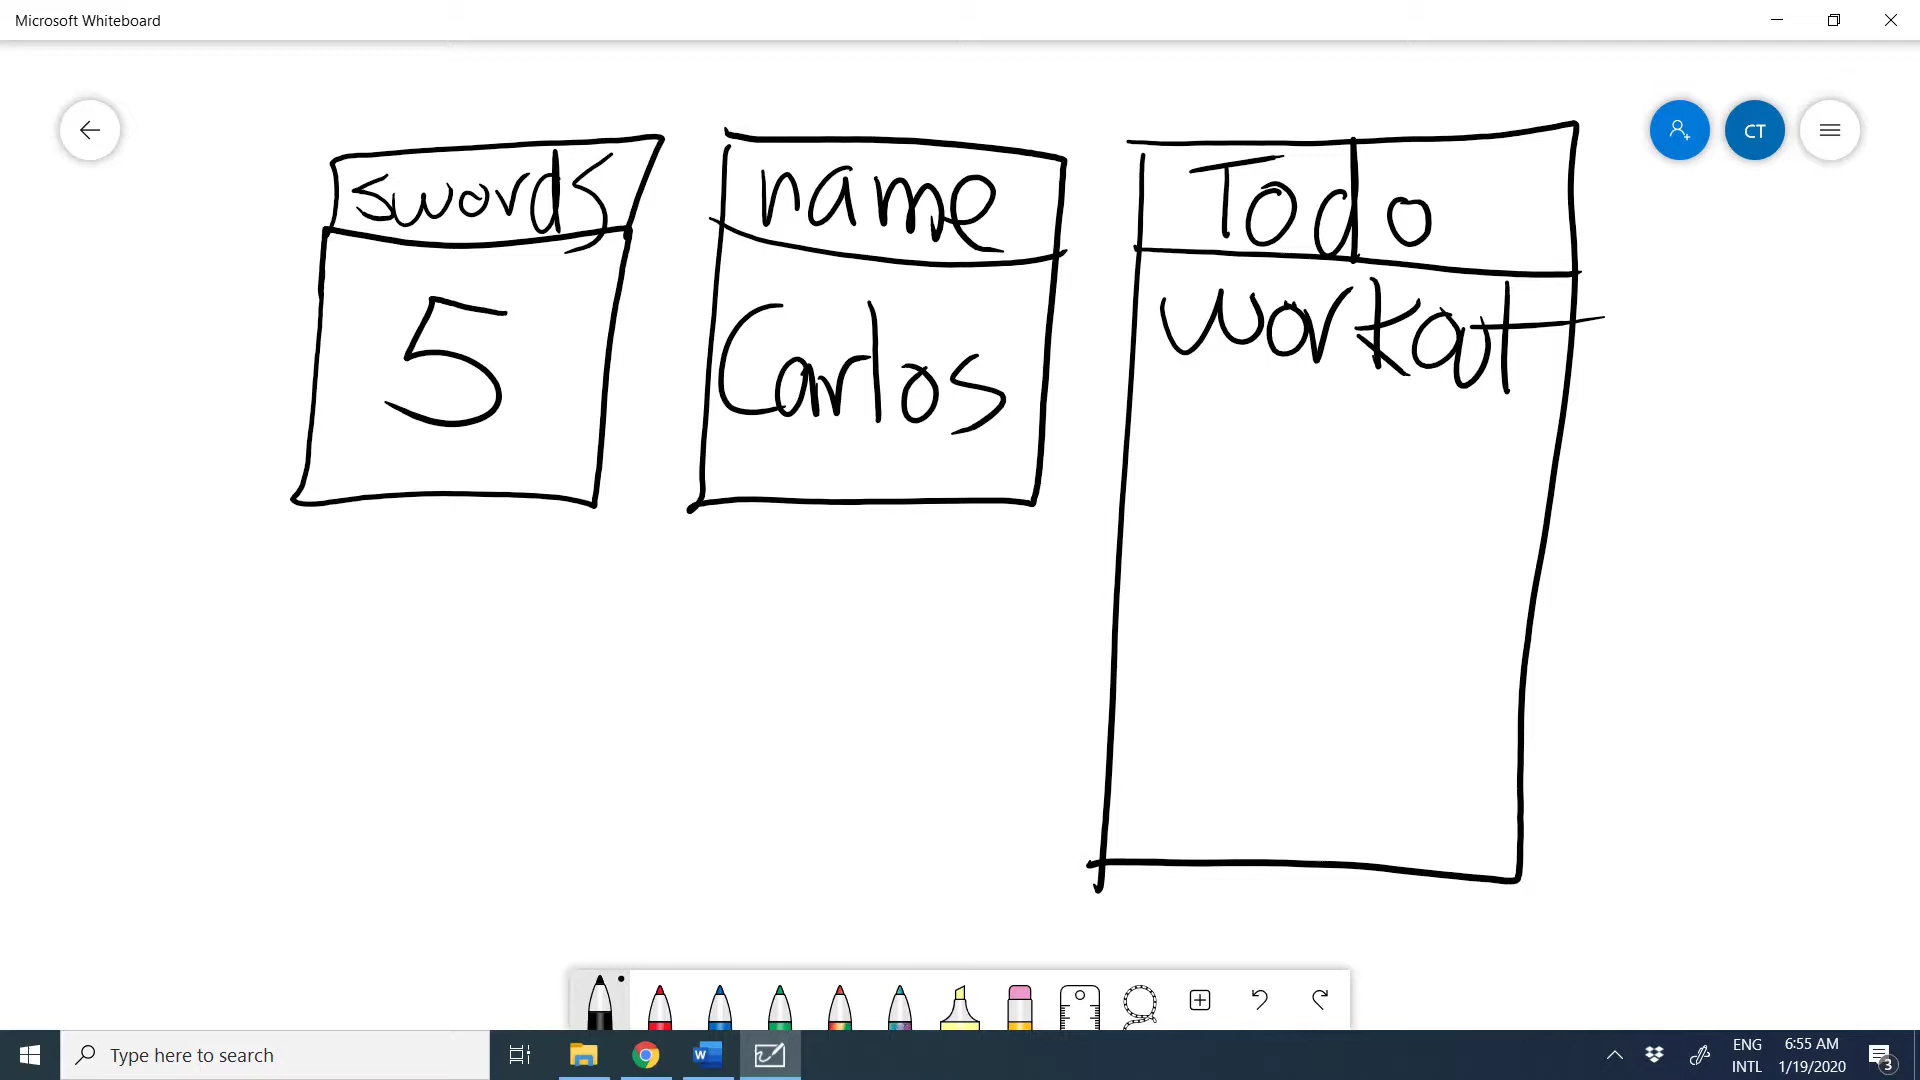 Microsoft Whiteboard
CT
swords
name
Todo
5
Carlos
workout
Type here to search
W
ENG
INTL
6:55 AM
1/19/2020
3